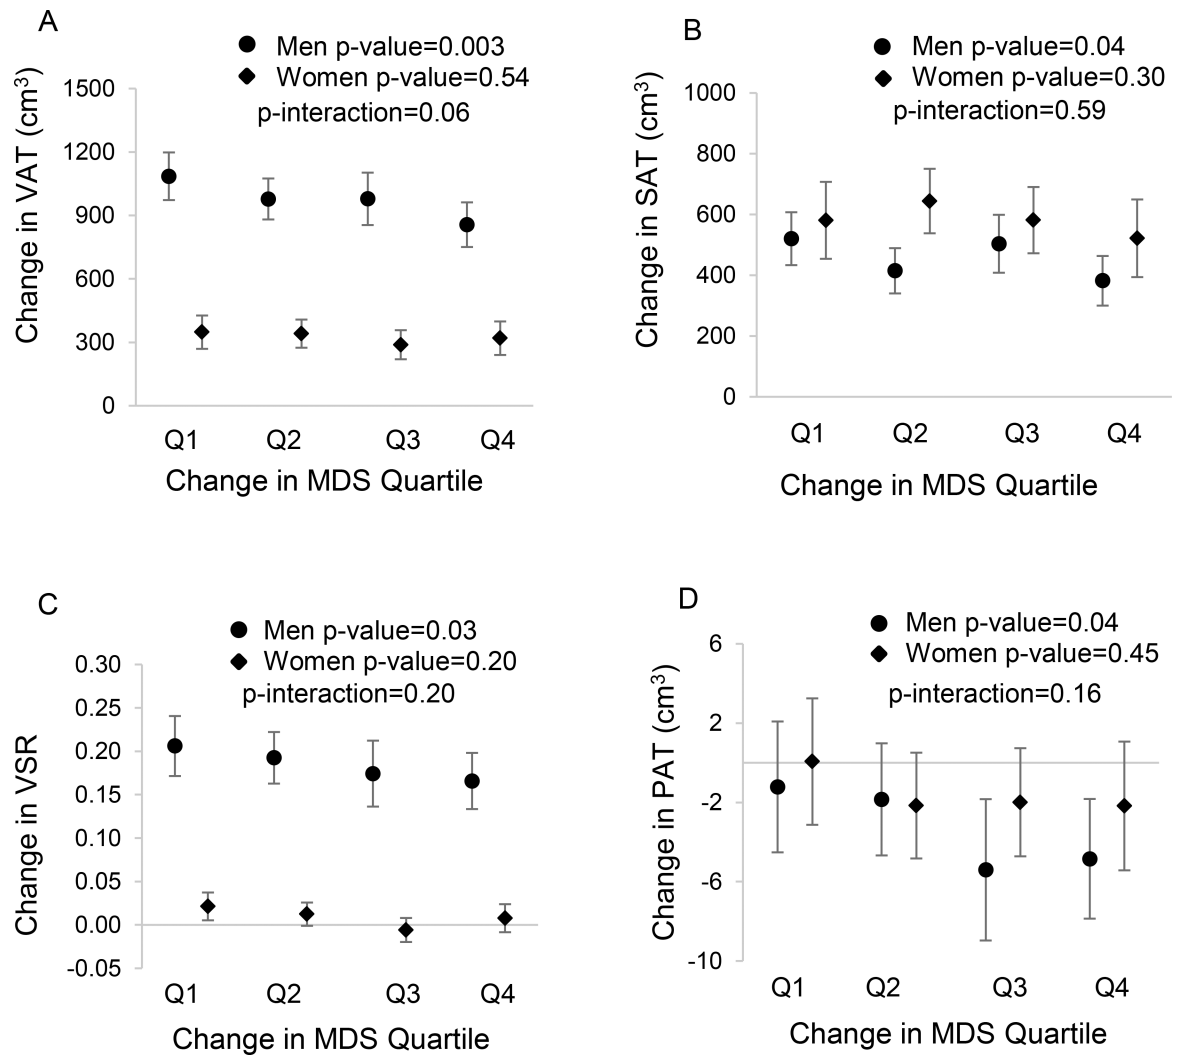 A
Men p-value=0.003
Women p-value=0.54
p-interaction=0.06
Change in VAT (cm³)
1500
1200
900
600
300
0
Q1 Q2 Q3 Q4
Change in MDS Quartile
B
Men p-value=0.04
Women p-value=0.30
p-interaction=0.59
Change in SAT (cm³)
1000
800
600
400
200
0
Q1 Q2 Q3 Q4
Change in MDS Quartile
C
Men p-value=0.03
Women p-value=0.20
p-interaction=0.20
Change in VSR
0.30
0.25
0.20
0.15
0.10
0.05
0.00
-0.05
Q1 Q2 Q3 Q4
Change in MDS Quartile
D
Men p-value=0.04
Women p-value=0.45
p-interaction=0.16
Change in PAT (cm³)
6
2
-2
-6
-10
Q1 Q2 Q3 Q4
Change in MDS Quartile